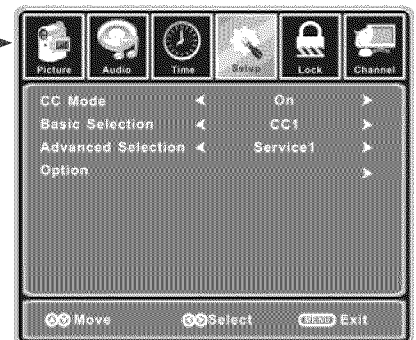 Picture Audio Time Setup Lock Channel
CC Mode On
Basic Selection CC1
Advanced Selection Service1
Option
Move Select MENU Exit